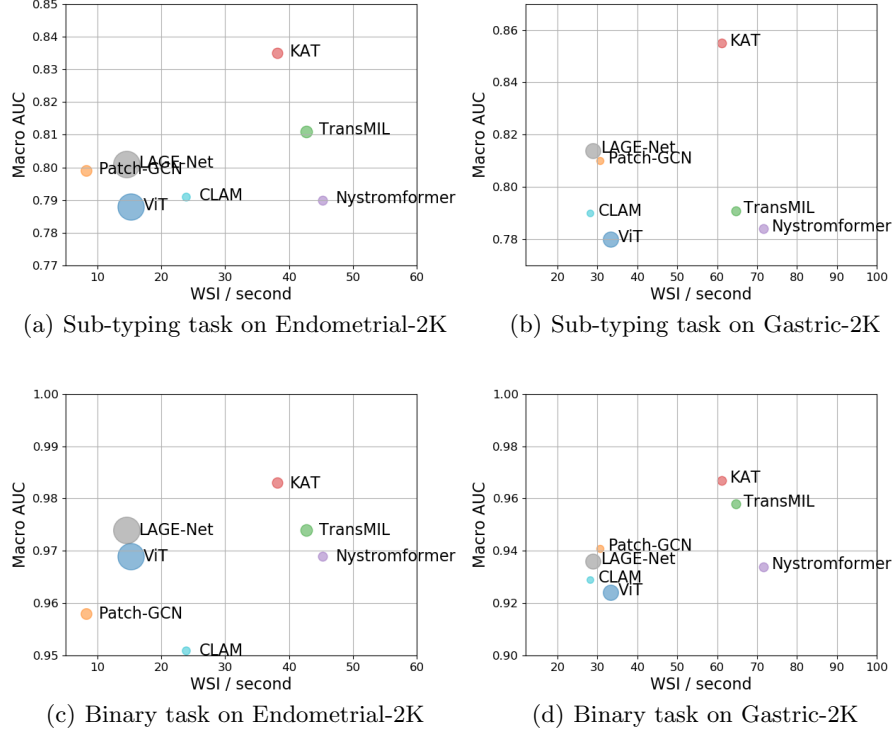 0.85
0.84
0.83
0.82
0.81
0.80
0.79
0.78
0.77
Macro AUC
KAT
TransMIL
LAGE-Net
Patch-GCN
CLAM
Nystromformer
ViT
10 20 30 40 50 60
WSI / second
(a) Sub-typing task on Endometrial-2K
0.86
0.84
0.82
0.80
0.78
Macro AUC
KAT
LAGE-Net
Patch-GCN
CLAM
TransMIL
Nystromformer
ViT
20 30 40 50 60 70 80 90 100
WSI / second
(b) Sub-typing task on Gastric-2K
1.00
0.99
0.98
0.97
0.96
0.95
Macro AUC
KAT
LAGE-Net
TransMIL
ViT
Nystromformer
Patch-GCN
CLAM
10 20 30 40 50 60
WSI / second
(c) Binary task on Endometrial-2K
1.00
0.98
0.96
0.94
0.92
0.90
Macro AUC
KAT
TransMIL
Patch-GCN
LAGE-Net
Nystromformer
CLAM
ViT
20 30 40 50 60 70 80 90 100
WSI / second
(d) Binary task on Gastric-2K